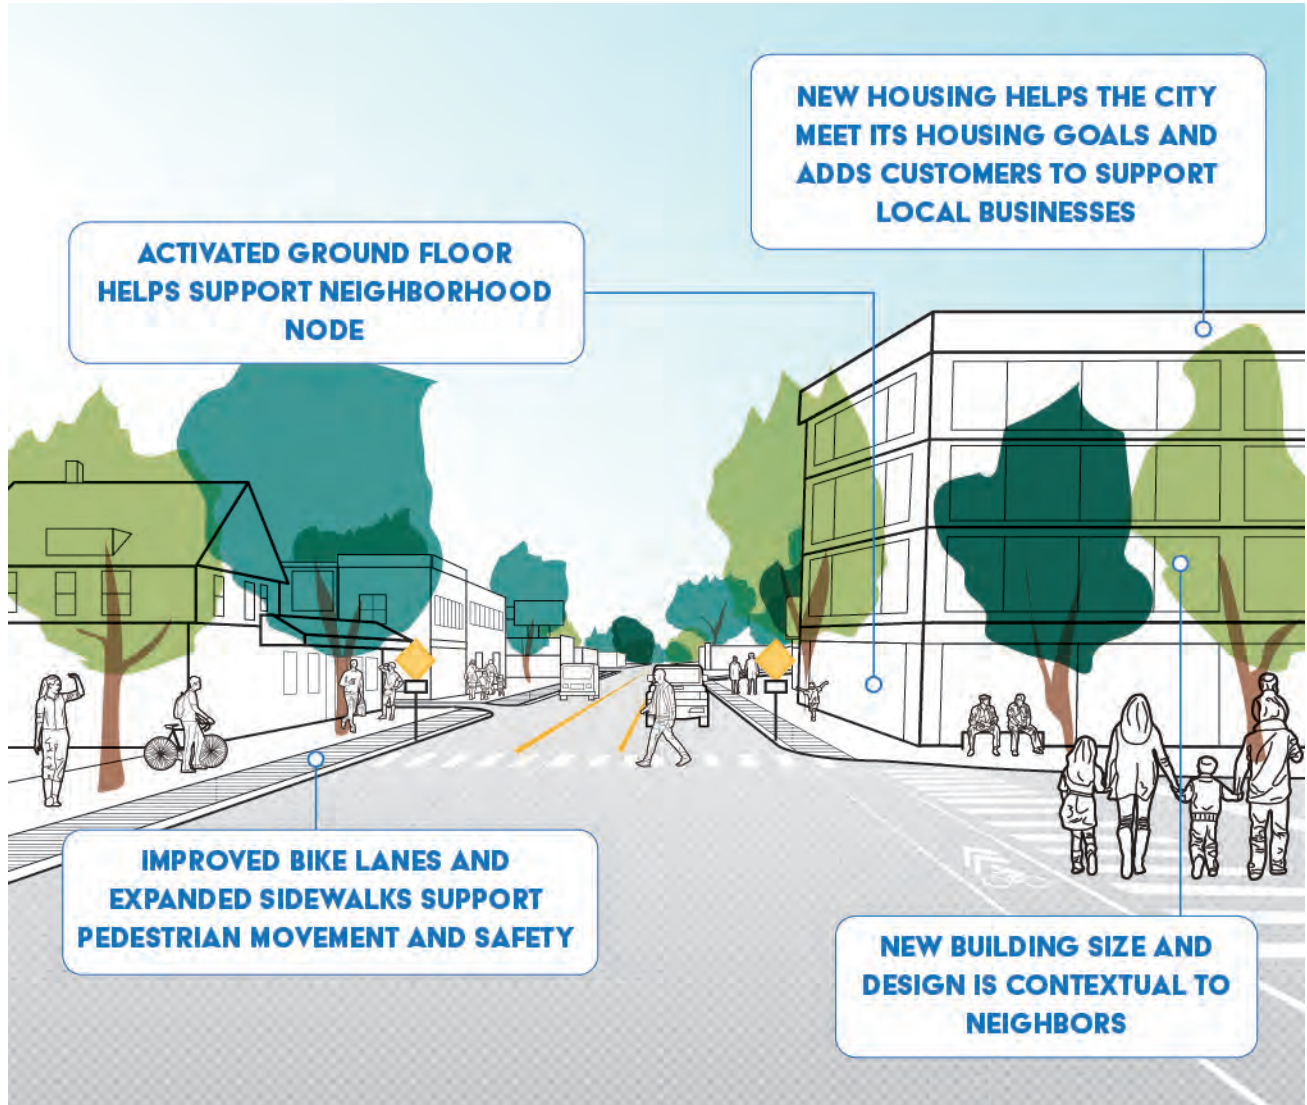 NEW HOUSING HELPS THE CITY
MEET ITS HOUSING GOALS AND
ADDS CUSTOMERS TO SUPPORT
LOCAL BUSINESSES
ACTIVATED GROUND FLOOR
HELPS SUPPORT NEIGHBORHOOD
NODE
IMPROVED BIKE LANES AND
EXPANDED SIDEWALKS SUPPORT
PEDESTRIAN MOVEMENT AND SAFETY
NEW BUILDING SIZE AND
DESIGN IS CONTEXTUAL TO
NEIGHBORS